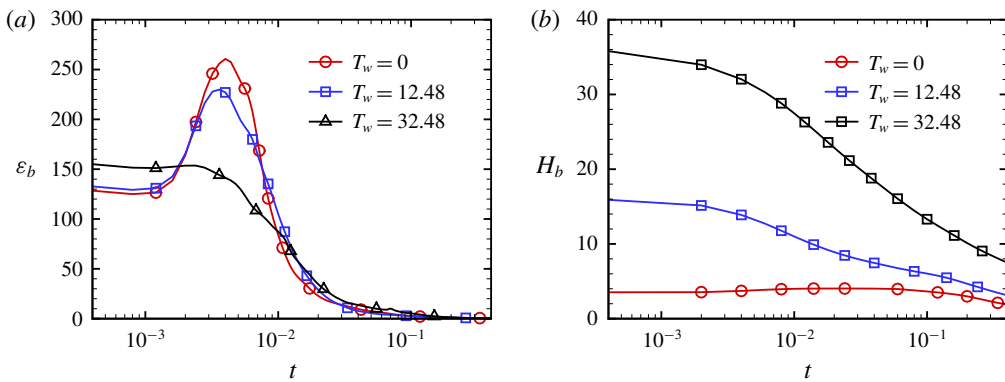 (a)
300
250
200
150
100
50
0
ε_b
T_w = 0
T_w = 12.48
T_w = 32.48
10⁻³
10⁻²
10⁻¹
t
(b)
40
30
20
10
0
H_b
T_w = 0
T_w = 12.48
T_w = 32.48
10⁻³
10⁻²
10⁻¹
t